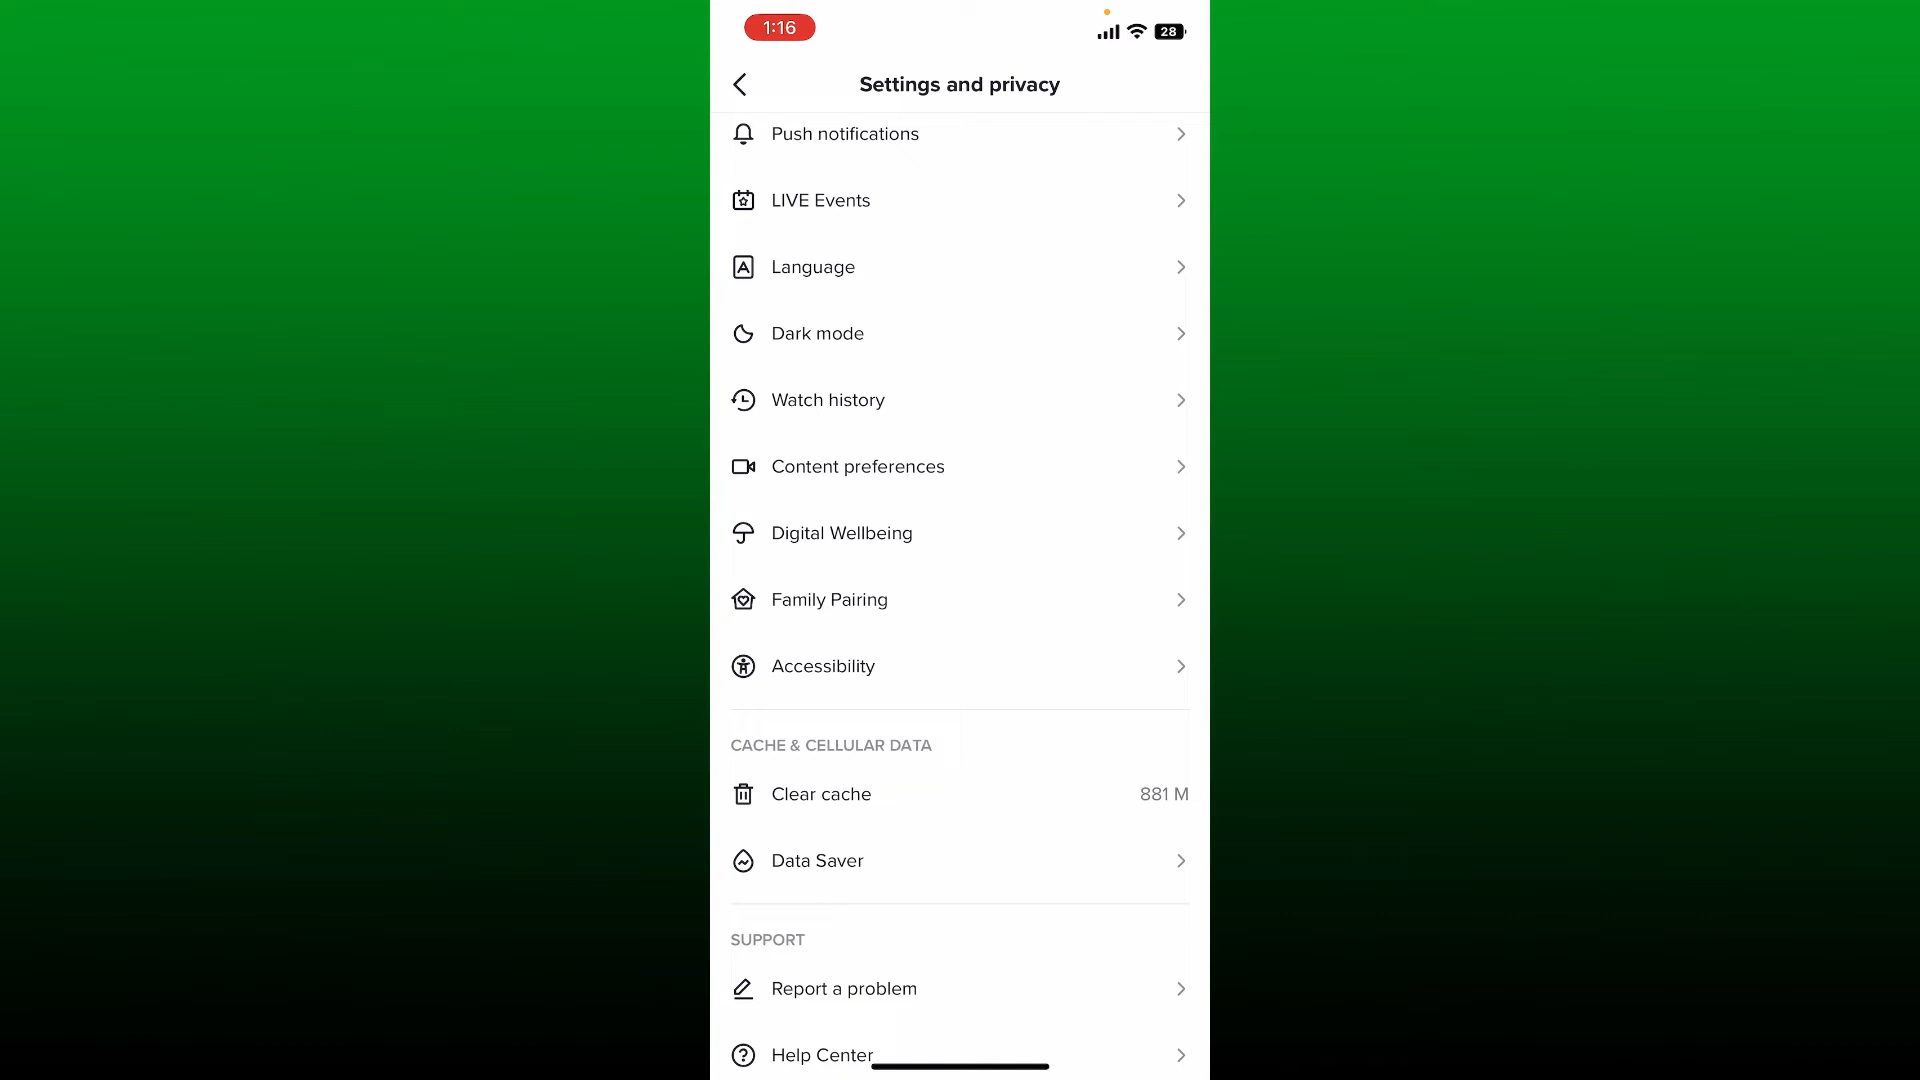 1:16
28
Settings and privacy
Push notifications
LIVE Events
Language
Dark mode
Watch history
Content preferences
Digital Wellbeing
Family Pairing
Accessibility
CACHE & CELLULAR DATA
Clear cache 881 M
Data Saver
SUPPORT
Report a problem
Help Center